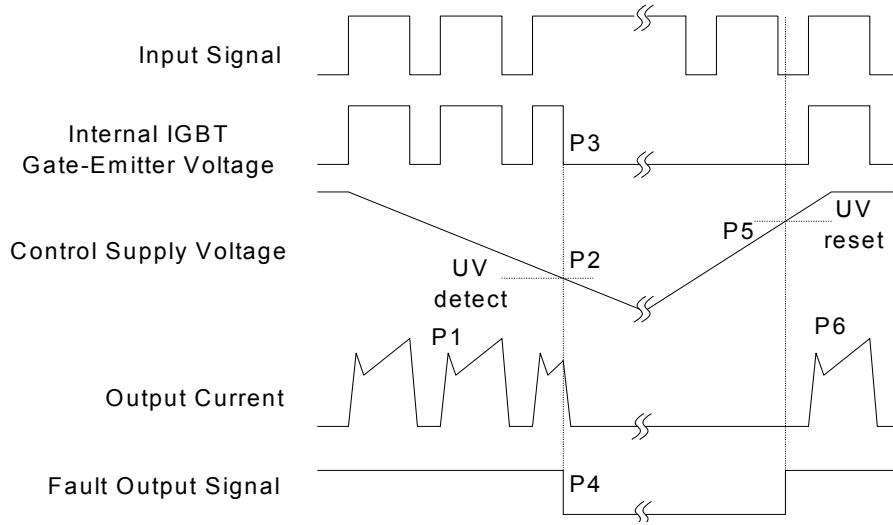 Input Signal
Internal IGBT
Gate-Emitter Voltage
P3
Control Supply Voltage
P2
UV
detect
P5
UV
reset
P1
P6
Output Current
Fault Output Signal
P4